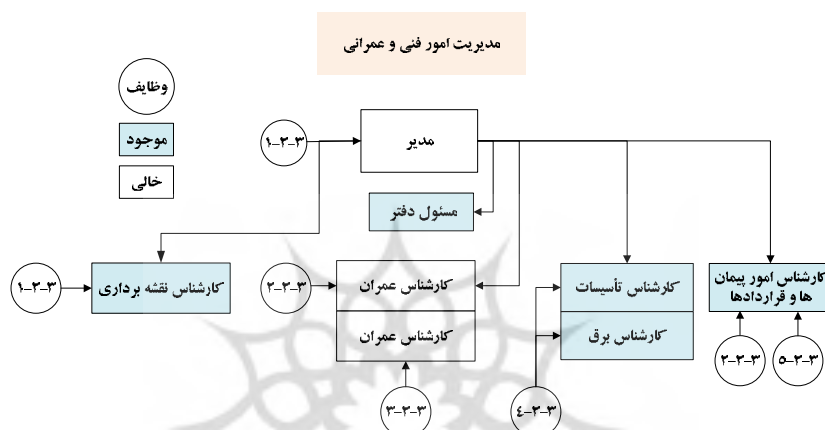 مدیریت امور فنی و عمرانی
وظایف
موجود
خالی
۱-۲-۳
مدیر
مسئول دفتر
۱-۲-۳
کارشناس نقشه برداری
۲-۲-۳
کارشناس عمران
کارشناس عمران
کارشناس تأسیسات
کارشناس برق
کارشناس امور پیمان
ها و قراردادها
۳-۲-۳
۴-۲-۳
۲-۲-۳
۵-۲-۳